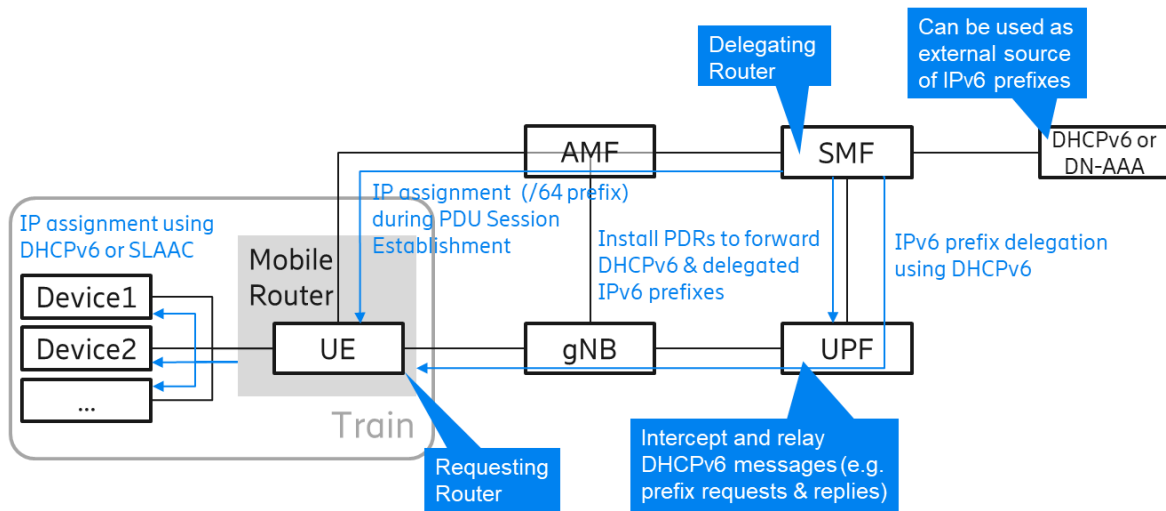 Delegating
Router
Can be used as
external source
of IPv6 prefixes
AMF
SMF
DHCPv6 or
DN-AAA
IP assignment (/64 prefix)
during PDU Session
Establishment
IP assignment using
DHCPv6 or SLAAC
Install PDRs to forward
DHCPv6 & delegated
IPv6 prefixes
IPv6 prefix delegation
using DHCPv6
Mobile
Router
Device1
Device2
...
UE
gNB
UPF
Train
Requesting
Router
Intercept and relay
DHCPv6 messages (e.g.
prefix requests & replies)